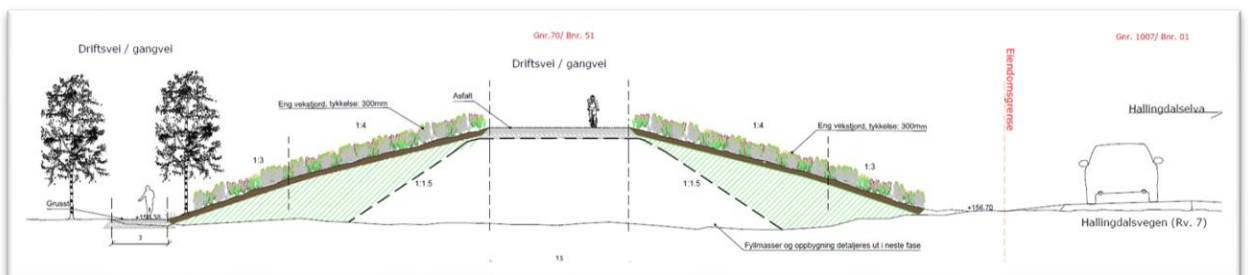 Gnr.70/ Bnr. 51
Gnr. 1007/ Bnr. 01
Driftsvei / gangvei
Driftsvei / gangvei
Eiendomsgrense
Asfalt
Eng vekstjord, tykkelse: 300mm
Hallingdalselva
1:4
1:4
Eng vekstjord, tykkelse: 300mm
1:3
1:3
1:1.5
1:1.5
Grusst
+156.70
3
Hallingdalsvegen (Rv. 7)
Fyllmasser og oppbygning detaljeres ut i neste fase
15